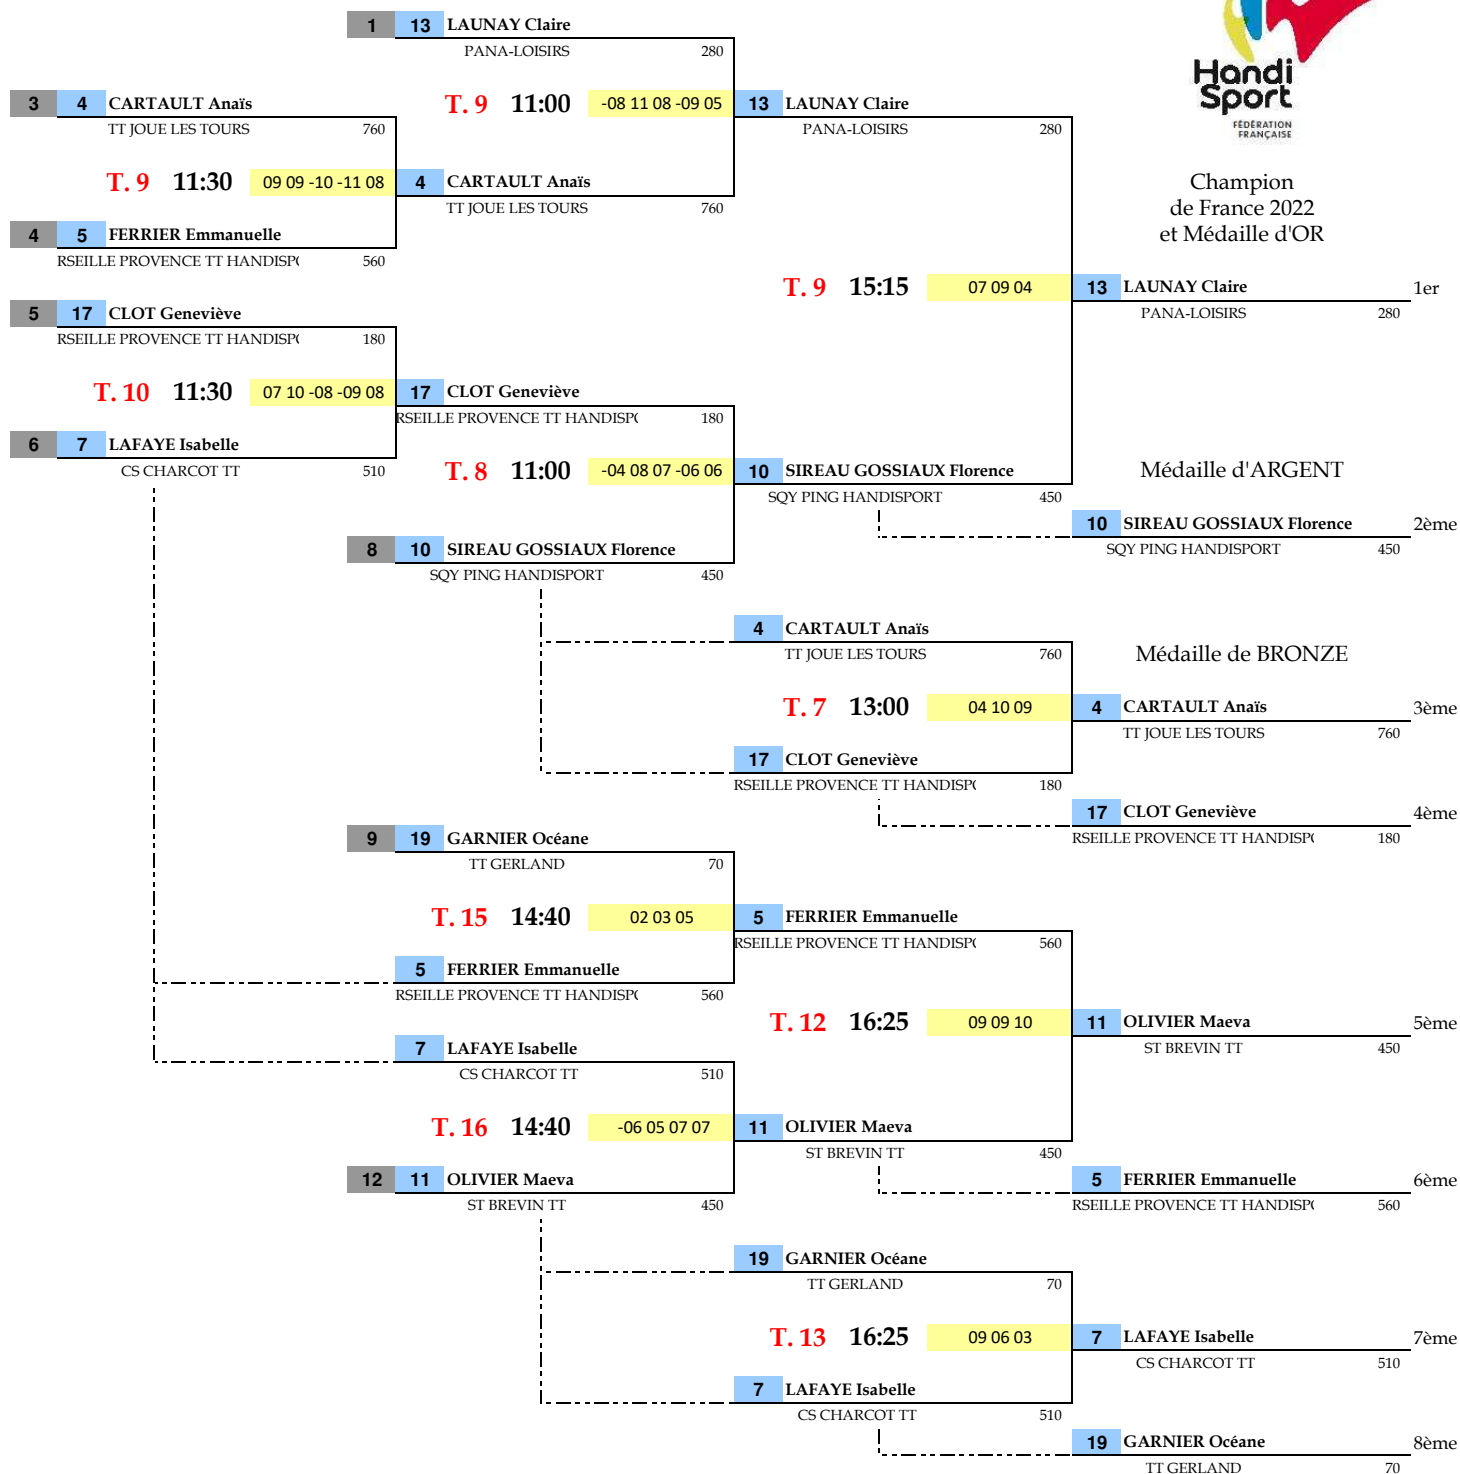 1 13 LAUNAY Claire
PANA-LOISIRS 280
Handi
Sport
FÉDÉRATION
FRANÇAISE
3 4 CARTAULT Anaïs
T. 9 11:00 -08 11 08 -09 05
13 LAUNAY Claire
TT JOUE LES TOURS 760
PANA-LOISIRS 280
T. 9 11:30 09 09 -10 -11 08
4 CARTAULT Anaïs
TT JOUE LES TOURS 760
Champion
de France 2022
et Médaille d'OR
4 5 FERRIER Emmanuelle
RSEILLE PROVENCE TT HANDISP( 560
T. 9 15:15 07 09 04
13 LAUNAY Claire 1er
PANA-LOISIRS 280
5 17 CLOT Geneviève
RSEILLE PROVENCE TT HANDISP( 180
T. 10 11:30 07 10 -08 -09 08
17 CLOT Geneviève
RSEILLE PROVENCE TT HANDISP( 180
6 7 LAFAYE Isabelle
CS CHARCOT TT 510
T. 8 11:00 -04 08 07 -06 06
10 SIREAU GOSSIAUX Florence
SQY PING HANDISPORT 450
Médaille d'ARGENT
10 SIREAU GOSSIAUX Florence 2ème
SQY PING HANDISPORT 450
8 10 SIREAU GOSSIAUX Florence
SQY PING HANDISPORT 450
4 CARTAULT Anaïs
TT JOUE LES TOURS 760
Médaille de BRONZE
T. 7 13:00 04 10 09
4 CARTAULT Anaïs 3ème
TT JOUE LES TOURS 760
17 CLOT Geneviève
RSEILLE PROVENCE TT HANDISP( 180
17 CLOT Geneviève 4ème
RSEILLE PROVENCE TT HANDISP( 180
9 19 GARNIER Océane
TT GERLAND 70
T. 15 14:40 02 03 05
5 FERRIER Emmanuelle
RSEILLE PROVENCE TT HANDISP( 560
5 FERRIER Emmanuelle
RSEILLE PROVENCE TT HANDISP( 560
T. 12 16:25 09 09 10
11 OLIVIER Maeva 5ème
ST BREVIN TT 450
7 LAFAYE Isabelle
CS CHARCOT TT 510
T. 16 14:40 -06 05 07 07
11 OLIVIER Maeva
ST BREVIN TT 450
12 11 OLIVIER Maeva
ST BREVIN TT 450
5 FERRIER Emmanuelle 6ème
RSEILLE PROVENCE TT HANDISP( 560
19 GARNIER Océane
TT GERLAND 70
T. 13 16:25 09 06 03
7 LAFAYE Isabelle 7ème
CS CHARCOT TT 510
7 LAFAYE Isabelle
CS CHARCOT TT 510
19 GARNIER Océane 8ème
TT GERLAND 70